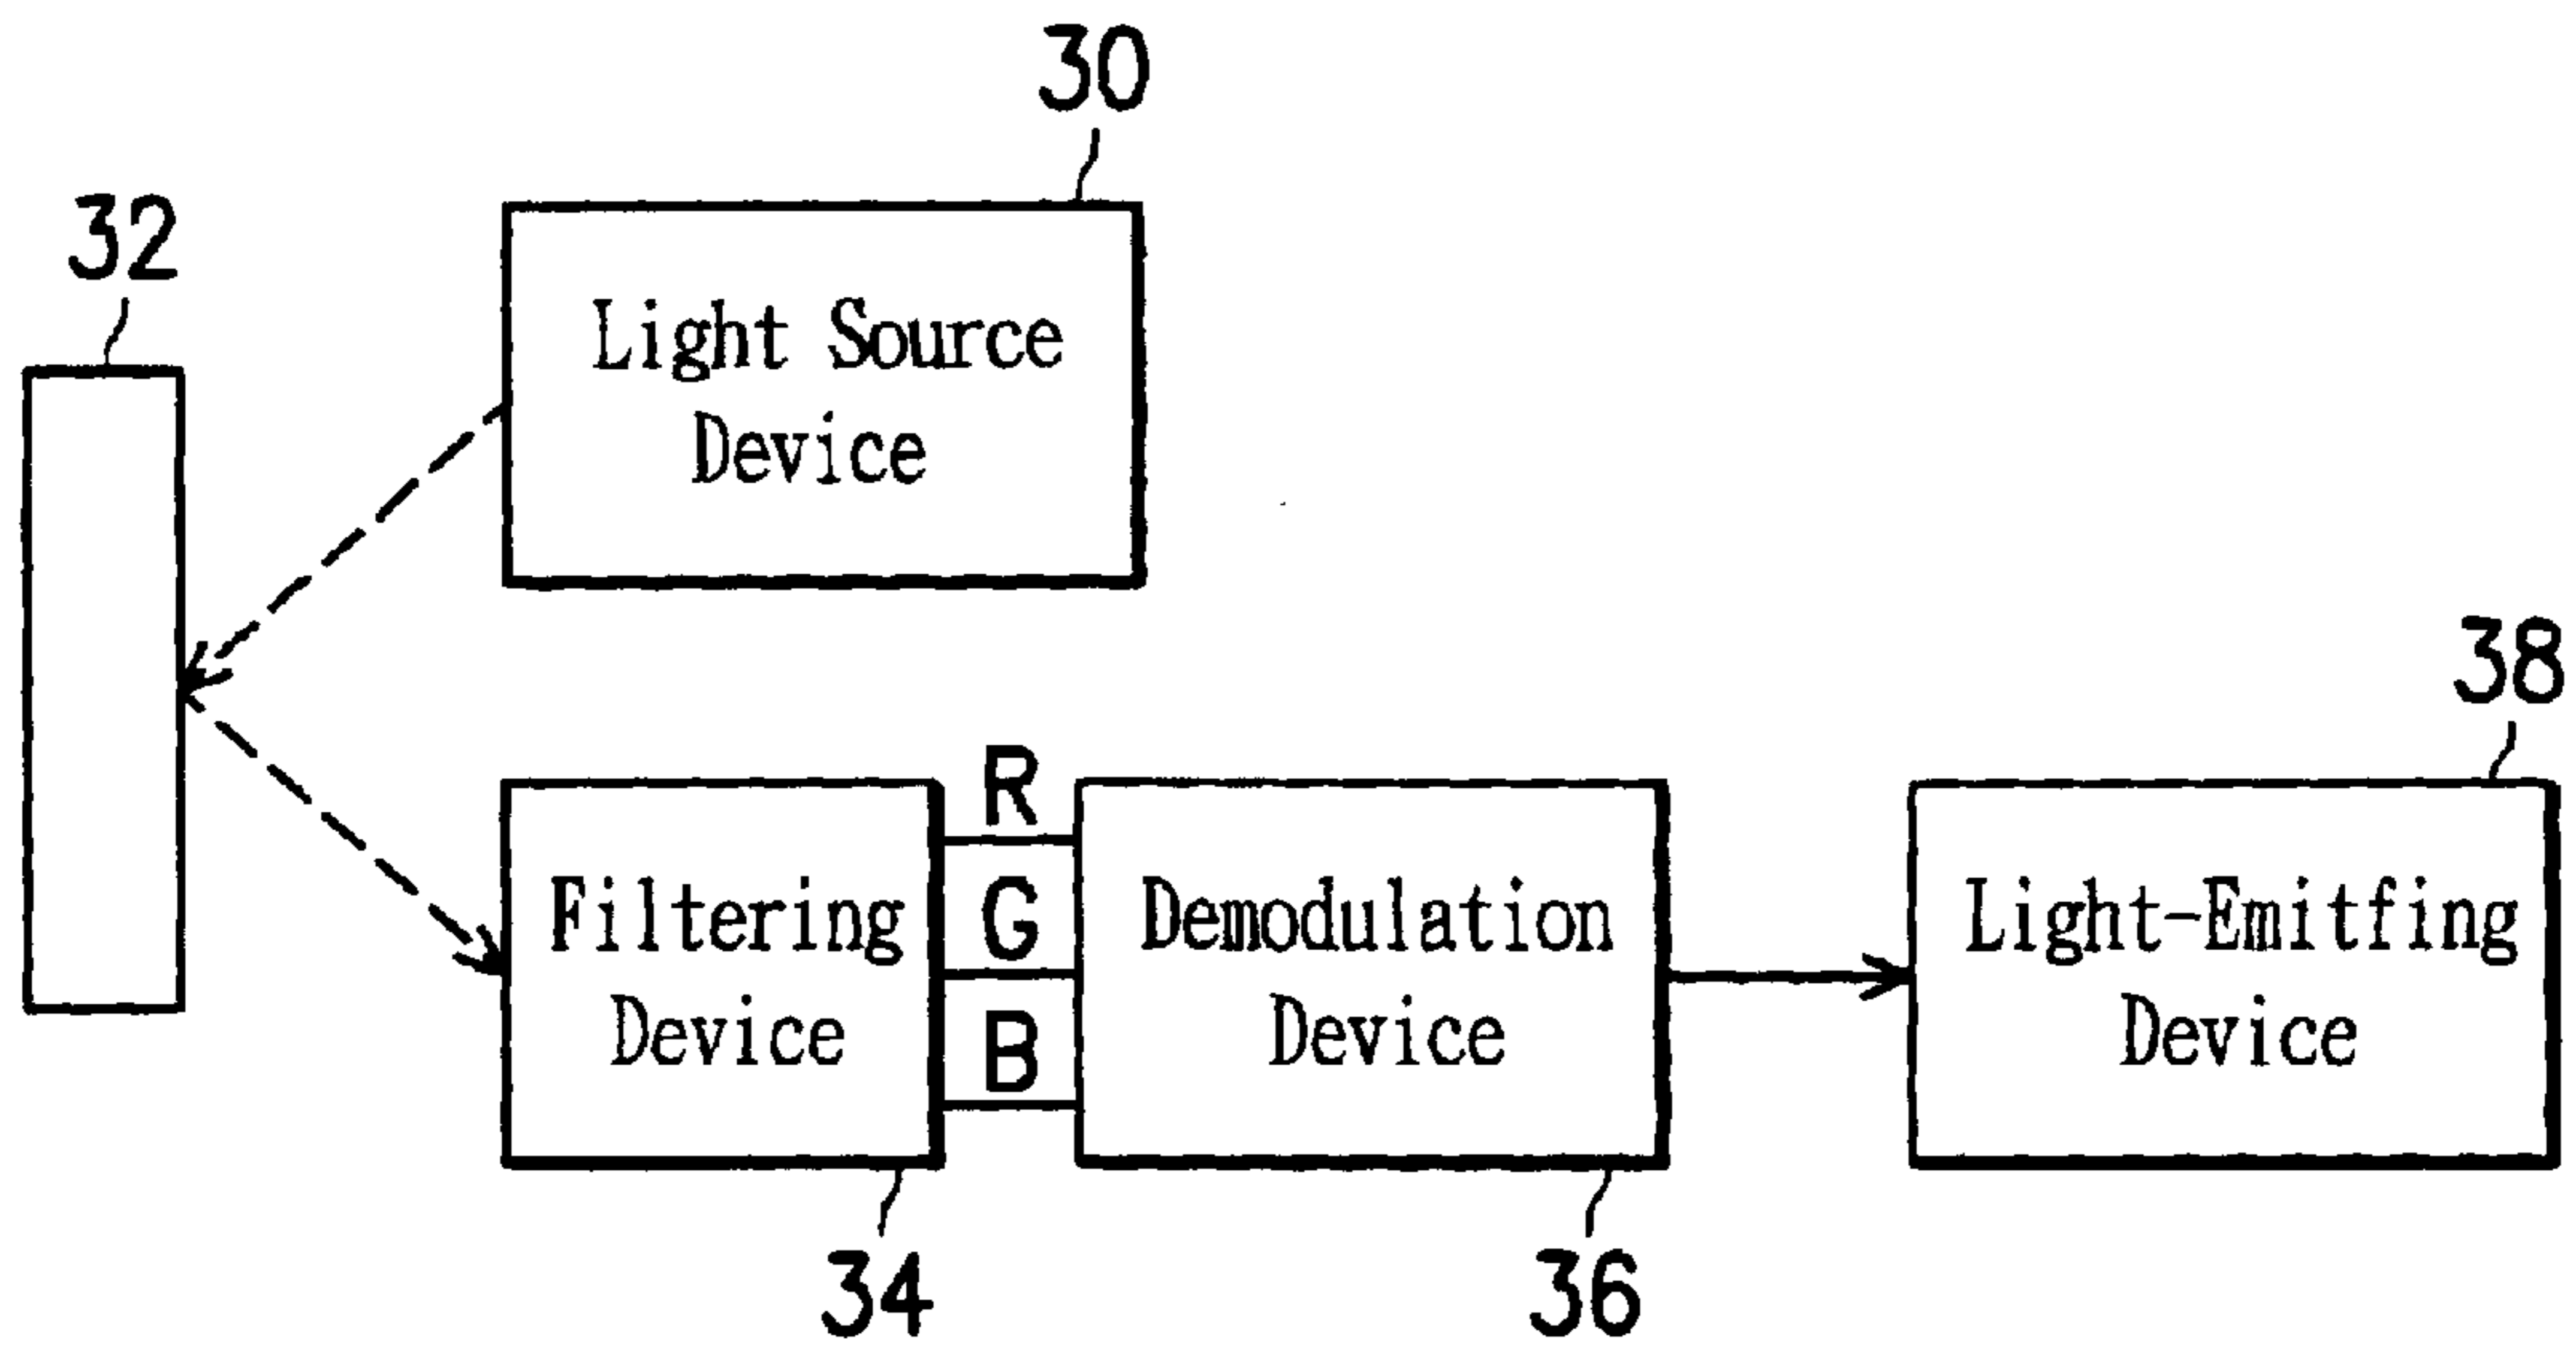 30
32
Light Source
Device
38
R
G
B
Filtering
Device
Demodulation
Device
Light-Emitfing
Device
34
36